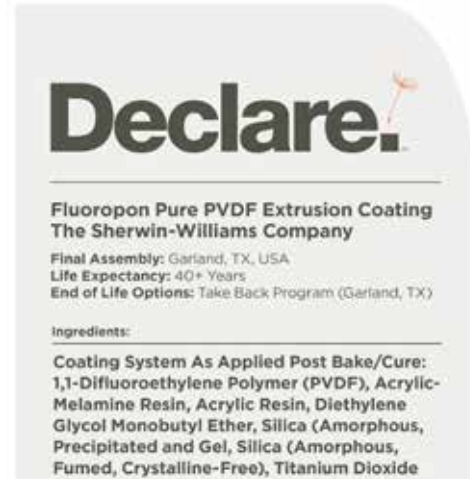 Declare.
Fluoropon Pure PVDF Extrusion Coating
The Sherwin-Williams Company
Final Assembly: Garland, TX, USA
Life Expectancy: 40+ Years
End of Life Options: Take Back Program (Garland, TX)
Ingredients:
Coating System As Applied Post Bake/Cure:
1,1-Difluoroethylene Polymer (PVDF), Acrylic-
Melamine Resin, Acrylic Resin, Diethylene
Glycol Monobutyl Ether, Silica (Amorphous,
Precipitated and Gel, Silica (Amorphous,
Fumed, Crystalline-Free), Titanium Dioxide